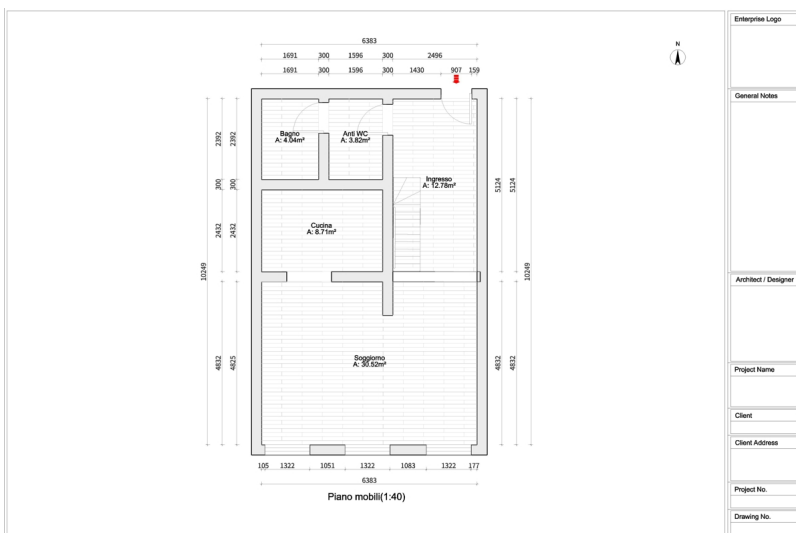 Enterprise Logo
General Notes
Architect / Designer
Project Name
Client
Client Address
Project No.
Drawing No.
N
6383
1691 300 1596 300 2496
1691 300 1596 300 1430 907 159
2392 2392
300 300
2432 2432
10249
4832 4825
Bagno
A: 4.04m²
Anti WC
A: 3.82m²
Ingresso
A: 12.78m²
Cucina
A: 8.71m²
Soggiorno
A: 30.52m²
5124 5124
10249
4832 4832
105 1322 1051 1322 1083 1322 177
6383
Piano mobili(1:40)